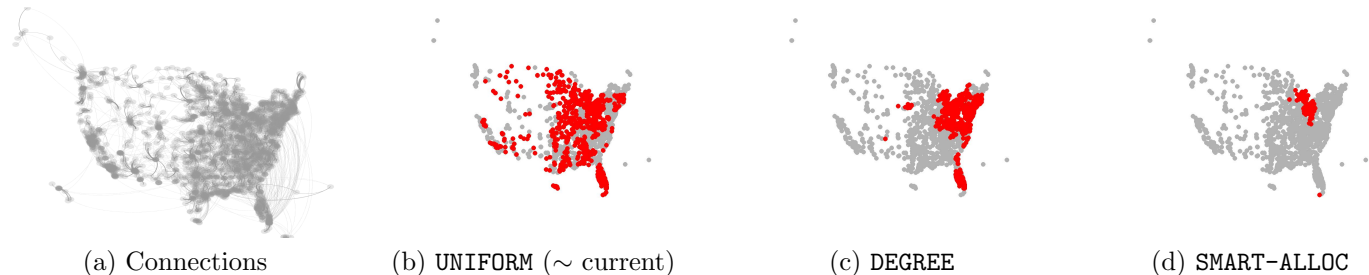 (a) Connections
(b) UNIFORM (~ current)
(c) DEGREE
(d) SMART-ALLOC